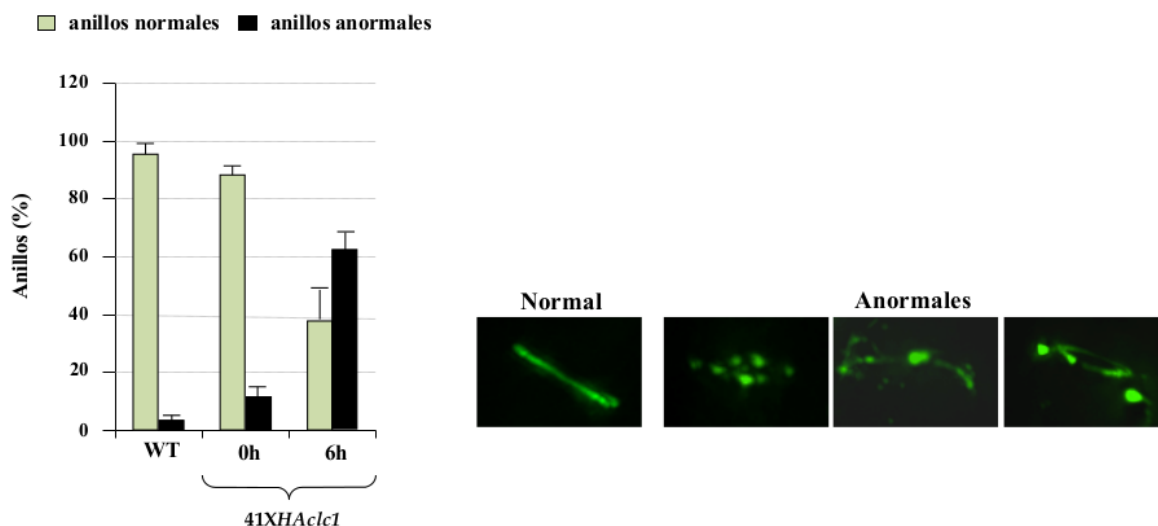 anillos normales anillos anormales
120
100
80
60
40
20
0
Anillos (%)
WT 0h 6h
41XHAclc1
Normal Anormales